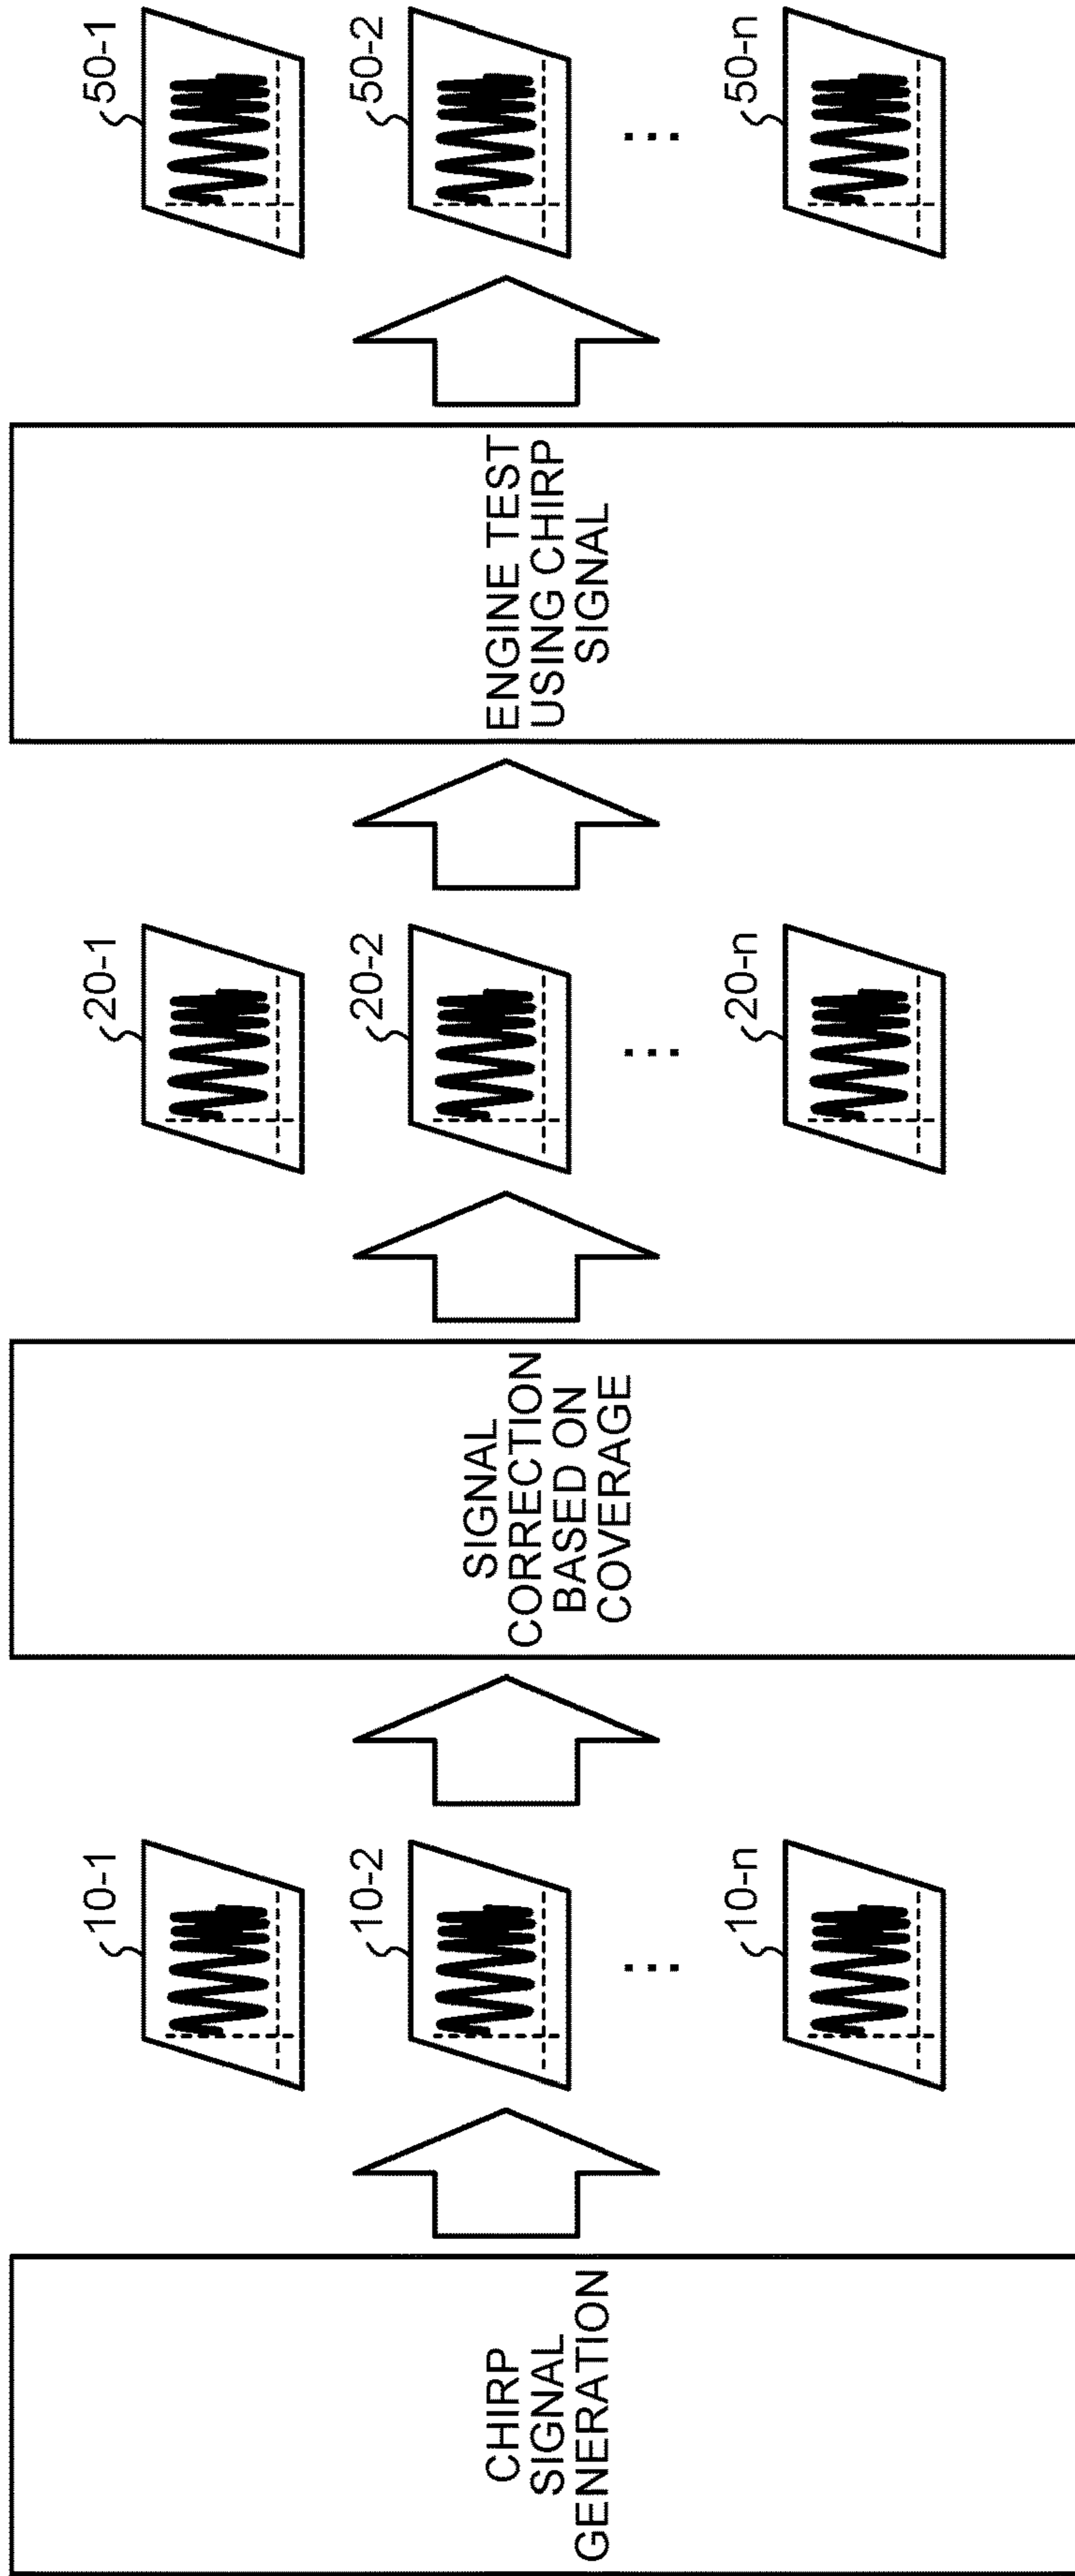 CHIRP
SIGNAL
GENERATION
10-1
10-2
...
10-n
SIGNAL
CORRECTION
BASED ON
COVERAGE
20-1
20-2
...
20-n
ENGINE TEST
USING CHIRP
SIGNAL
50-1
50-2
...
50-n